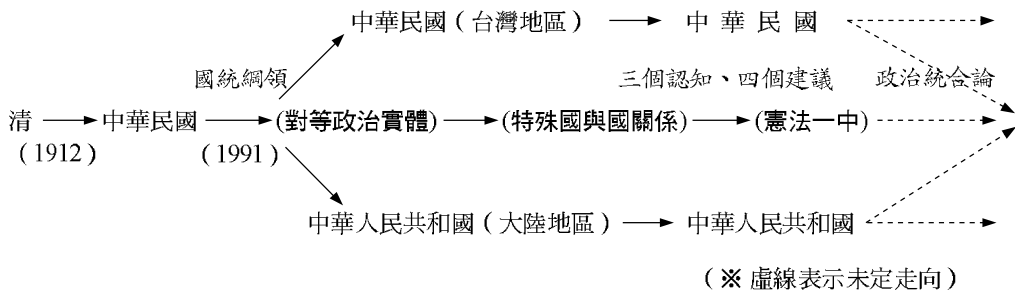 中華民國（台灣地區） 中華民國
國統綱領 三個認知、四個建議 政治統合論
清 中華民國 (對等政治實體) (特殊國與國關係) (憲法一中)
（1912） （1991）
中華人民共和國（大陸地區） 中華人民共和國
（※ 虛線表示未定走向）